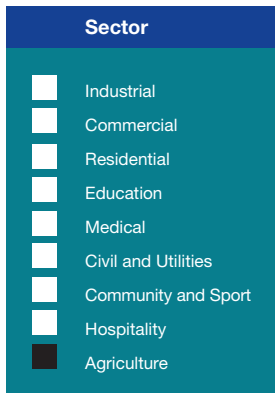 Sector
Industrial
Commercial
Residential
Education
Medical
Civil and Utilities
Community and Sport
Hospitality
Agriculture